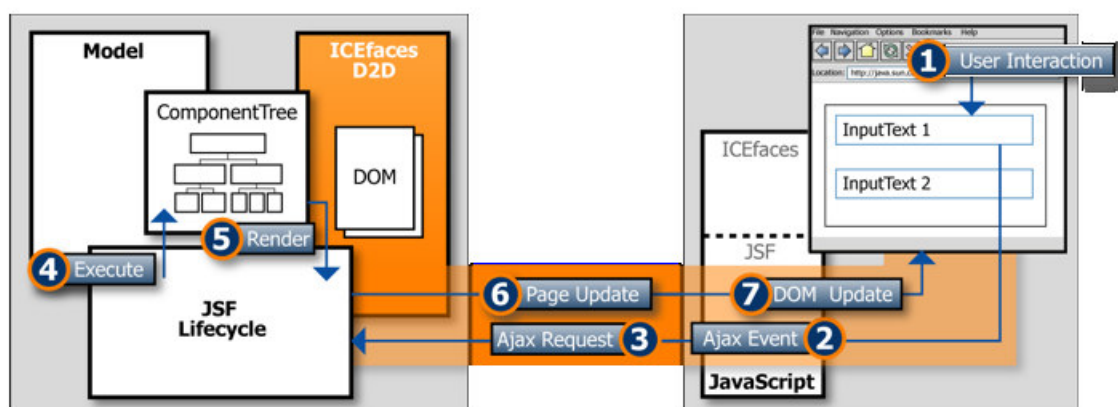 Model
ICEfaces
D2D
ComponentTree
DOM
5 Render
4 Execute
JSF
Lifecycle
6 Page Update
Ajax Request 3
File Navigation Options Bookmarks Help
1 User Interaction
Location: http://java.sun.
InputText 1
InputText 2
ICEfaces
JSF
7 DOM Update
Ajax Event 2
JavaScript